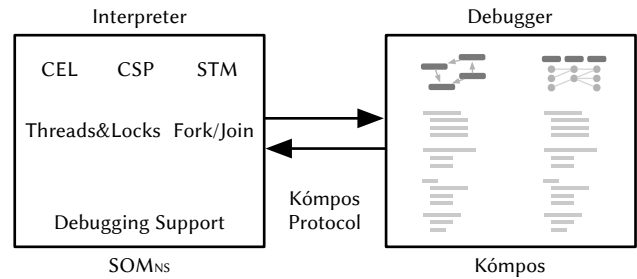 Interpreter
Debugger
CEL CSP STM
Threads&Locks Fork/Join
Debugging Support
Kómpos
Protocol
SOMNS
Kómpos